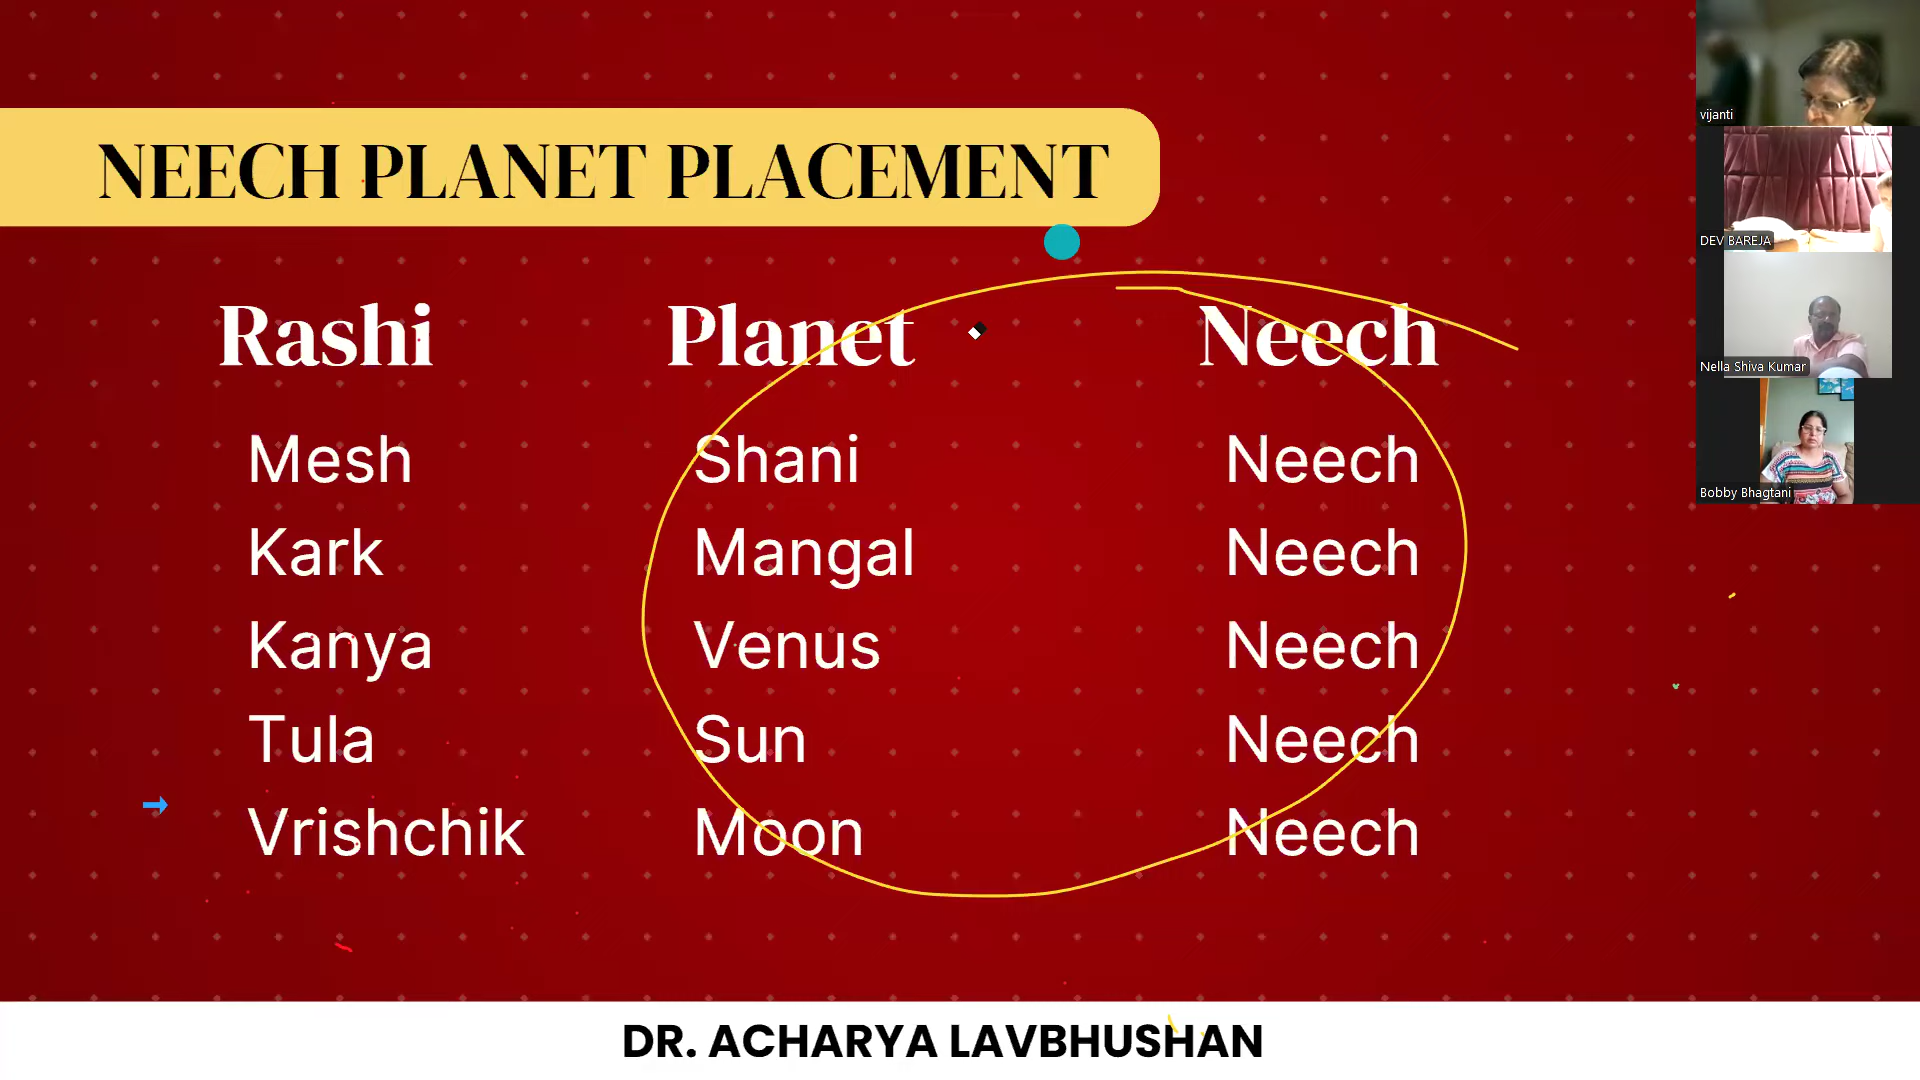 NEECH PLANET PLACEMENT
Rashi Planet Neech
Mesh Shani Neech
Kark Mangal Neech
Kanya Venus Neech
Tula Sun Neech
Vrishchik Moon Neech
DR. ACHARYA LAVBHUSHAN
vijanti
DEV BAREJA
Nella Shiva Kumar
Bobby Bhagtani